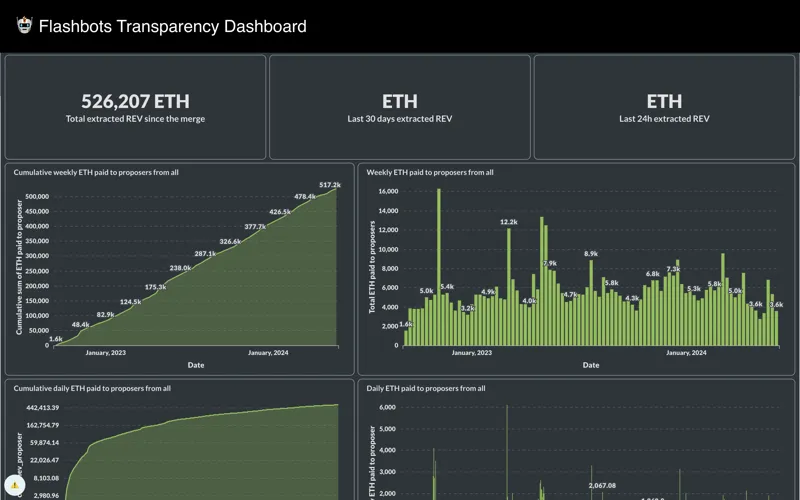 Flashbots Transparency Dashboard
526,207 ETH
Total extracted REV since the merge
ETH
Last 30 days extracted REV
ETH
Last 24h extracted REV
Cumulative weekly ETH paid to proposers from all
Cumulative sum of ETH paid to proposer
500,000
450,000
400,000
350,000
300,000
250,000
200,000
150,000
100,000
50,000
0
1.6k
48.4k
82.9k
124.5k
175.3k
238.0k
287.1k
326.6k
377.7k
426.5k
478.4k
517.2k
January, 2023
January, 2024
Date
Weekly ETH paid to proposers from all
Total ETH paid to proposers
16,000
14,000
12,000
10,000
8,000
6,000
4,000
2,000
0
1.6k
5.0k
5.4k
3.2k
4.9k
12.2k
4.0k
7.9k
4.7k
8.9k
5.8k
4.3k
6.8k
7.3k
5.3k
5.8k
5.0k
3.6k
3.6k
January, 2023
January, 2024
Date
Cumulative daily ETH paid to proposers from all
442,413.39
162,754.79
59,874.14
22,026.47
8,103.08
2,980.96
Daily ETH paid to proposers from all
ETH paid to proposers
6,000
5,000
4,000
3,000
2,000
2,067.08